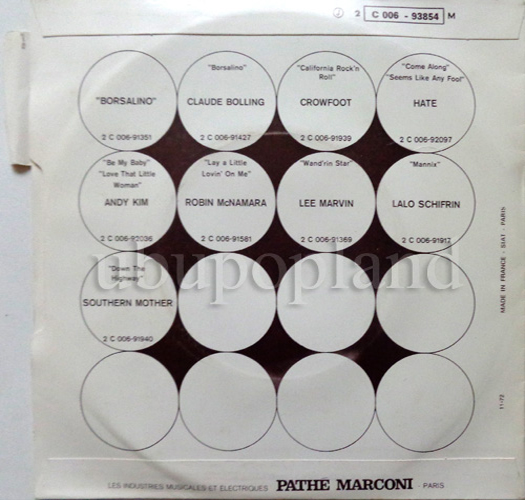 J 2 C 006 - 93854 M
"BORSALINO"
2 C 006-91351
"Borsalino"
CLAUDE BOLLING
2 C 006-91427
"California Rock'n
Roll"
CROWFOOT
2 C 006-91939
"Come Along"
"Seems Like Any Fool"
HATE
2 C 006-92097
"Be My Baby"
"Love That Little
Woman"
ANDY KIM
2 C 006-92036
"Lay a Little
Lovin' On Me"
ROBIN McNAMARA
2 C 006-91581
"Wand'rin Star"
LEE MARVIN
2 C 006-91369
"Mannix"
LALO SCHIFRIN
2 C 006-91917
"Down The
Highway"
SOUTHERN MOTHER
2 C 006-91940
ubupopland
MADE IN FRANCE - SIAT - PARIS
11-72
LES INDUSTRIES MUSICALES ET ELECTRIQUES PATHE MARCONI - PARIS